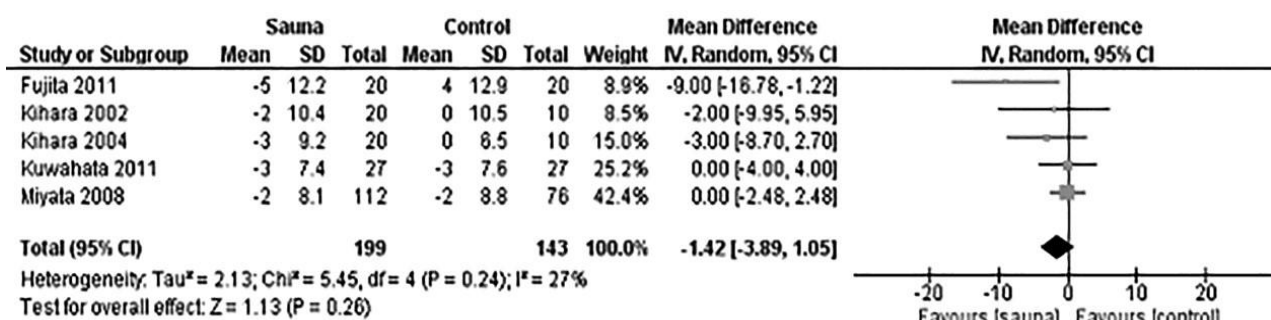 Sauna Control Mean Difference Mean Difference
Study or Subgroup Mean SD Total Mean SD Total Weight IV, Random, 95% CI IV, Random, 95% CI
Fujita 2011 -5 12.2 20 4 12.9 20 8.9% -9.00 [-16.78, -1.22]
Kihara 2002 -2 10.4 20 0 10.5 10 8.5% -2.00 [-9.95, 5.95]
Kihara 2004 -3 9.2 20 0 6.5 10 15.0% -3.00 [-8.70, 2.70]
Kuwahata 2011 -3 7.4 27 -3 7.6 27 25.2% 0.00 [-4.00, 4.00]
Miyata 2008 -2 8.1 112 -2 8.8 76 42.4% 0.00 [-2.48, 2.48]
Total (95% CI) 199 143 100.0% -1.42 [-3.89, 1.05]
Heterogeneity: Tau² = 2.13; Chi² = 5.45, df = 4 (P = 0.24); I² = 27%
Test for overall effect: Z = 1.13 (P = 0.26)
-20 -10 0 10 20
Favours [sauna] Favours [control]